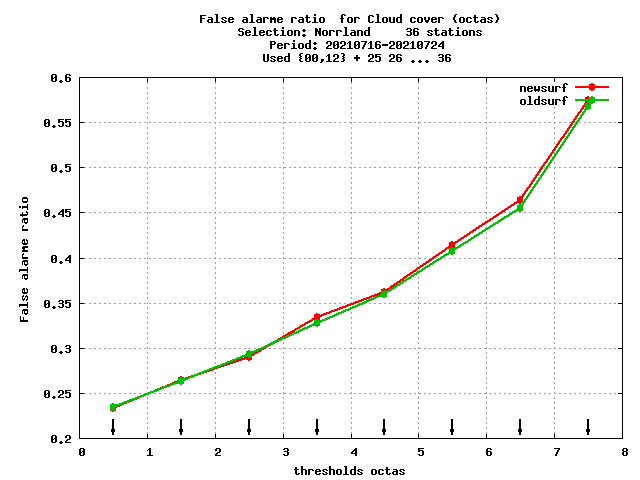 False alarme ratio  for Cloud cover (octas)
Selection: Norrland     36 stations
Period: 20210716-20210724
Used {00,12} + 25 26 ... 36
newsurf
oldsurf
0.6
0.55
0.5
0.45
0.4
0.35
0.3
0.25
0.2
False alarme ratio
0 1 2 3 4 5 6 7 8
thresholds octas